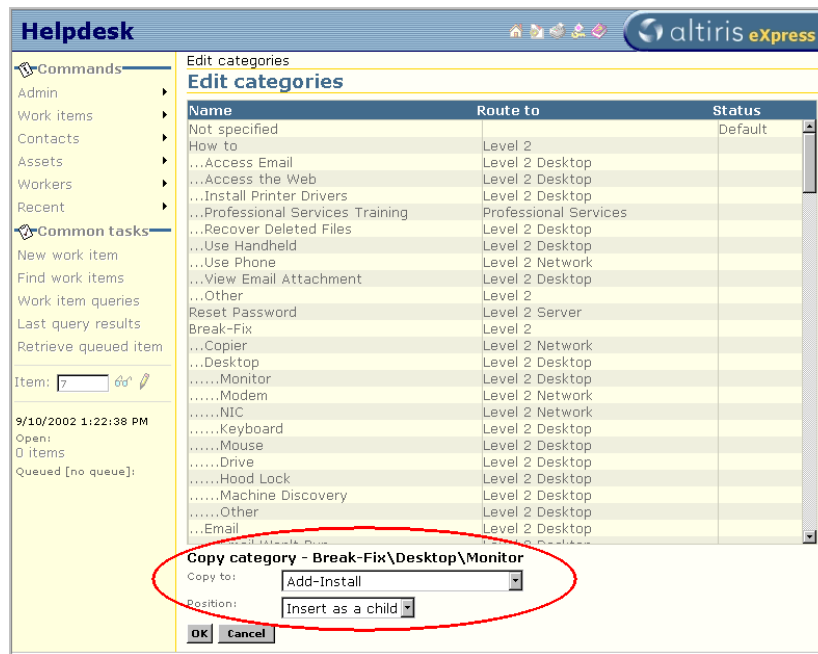 Helpdesk
altiris eXpress
Commands
Admin
Work items
Contacts
Assets
Workers
Recent
Common tasks
New work item
Find work items
Work item queries
Last query results
Retrieve queued item
Item: 7
9/10/2002 1:22:38 PM
Open:
0 items
Queued [no queue]:
Edit categories
Edit categories
Name Route to Status
Not specified Default
How to Level 2
...Access Email Level 2 Desktop
...Access the Web Level 2 Desktop
...Install Printer Drivers Level 2 Desktop
...Professional Services Training Professional Services
...Recover Deleted Files Level 2 Desktop
...Use Handheld Level 2 Desktop
...Use Phone Level 2 Network
...View Email Attachment Level 2 Desktop
...Other Level 2
Reset Password Level 2 Server
Break-Fix Level 2
...Copier Level 2 Network
...Desktop Level 2 Desktop
......Monitor Level 2 Desktop
......Modem Level 2 Network
......NIC Level 2 Network
......Keyboard Level 2 Desktop
......Mouse Level 2 Desktop
......Drive Level 2 Desktop
......Hood Lock Level 2 Desktop
......Machine Discovery Level 2 Desktop
......Other Level 2 Desktop
...Email Level 2 Desktop
Copy category - Break-Fix\Desktop\Monitor
Copy to: Add-Install
Position: Insert as a child
OK Cancel